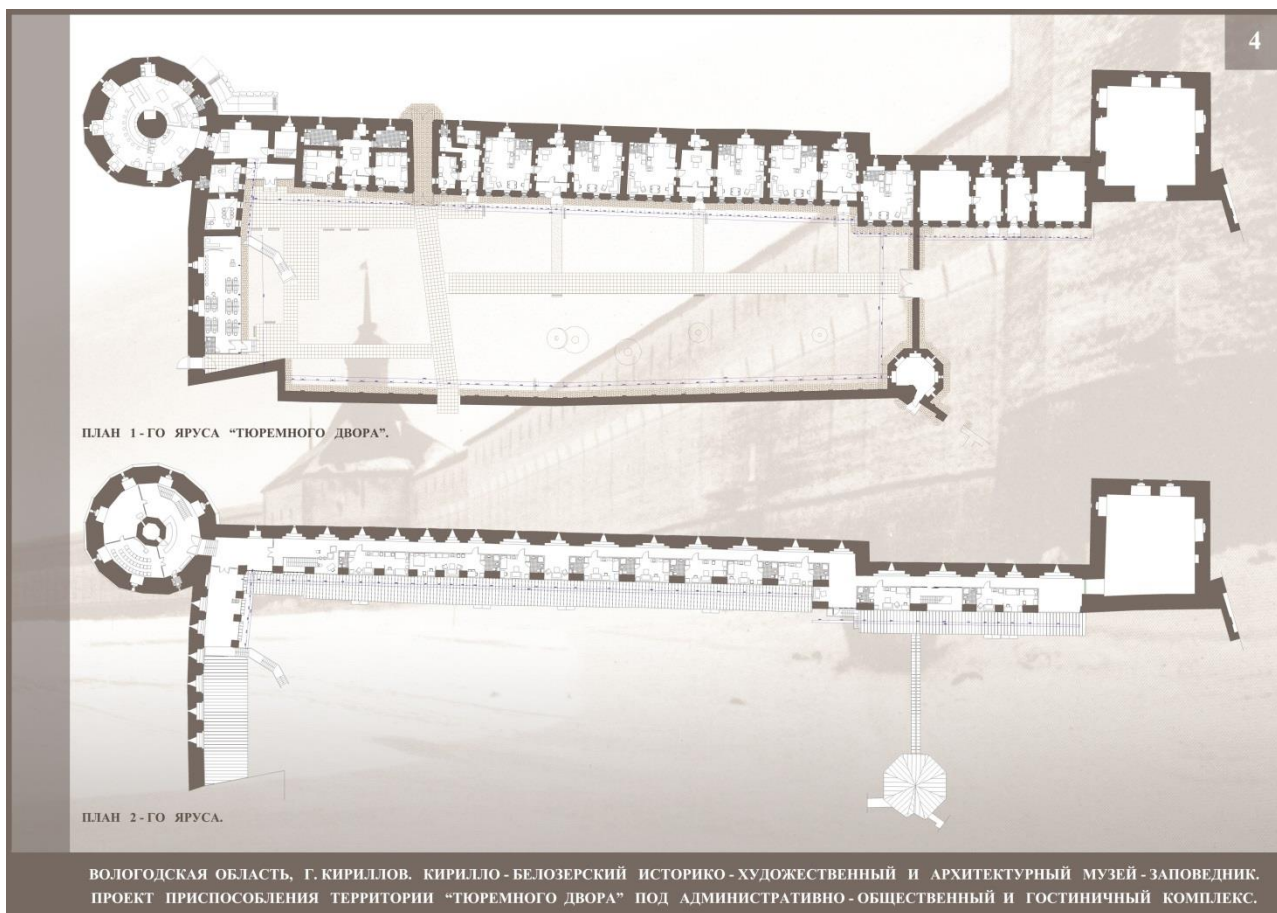 4
ПЛАН 1 - ГО ЯРУСА “ТЮРЕМНОГО ДВОРА”.
ПЛАН 2 - ГО ЯРУСА.
ВОЛОГОДСКАЯ ОБЛАСТЬ, Г. КИРИЛЛОВ. КИРИЛЛО - БЕЛОЗЕРСКИЙ ИСТОРИКО - ХУДОЖЕСТВЕННЫЙ И АРХИТЕКТУРНЫЙ МУЗЕЙ - ЗАПОВЕДНИК.
ПРОЕКТ ПРИСПОСОБЛЕНИЯ ТЕРРИТОРИИ “ТЮРЕМНОГО ДВОРА” ПОД АДМИНИСТРАТИВНО - ОБЩЕСТВЕННЫЙ И ГОСТИНИЧНЫЙ КОМПЛЕКС.